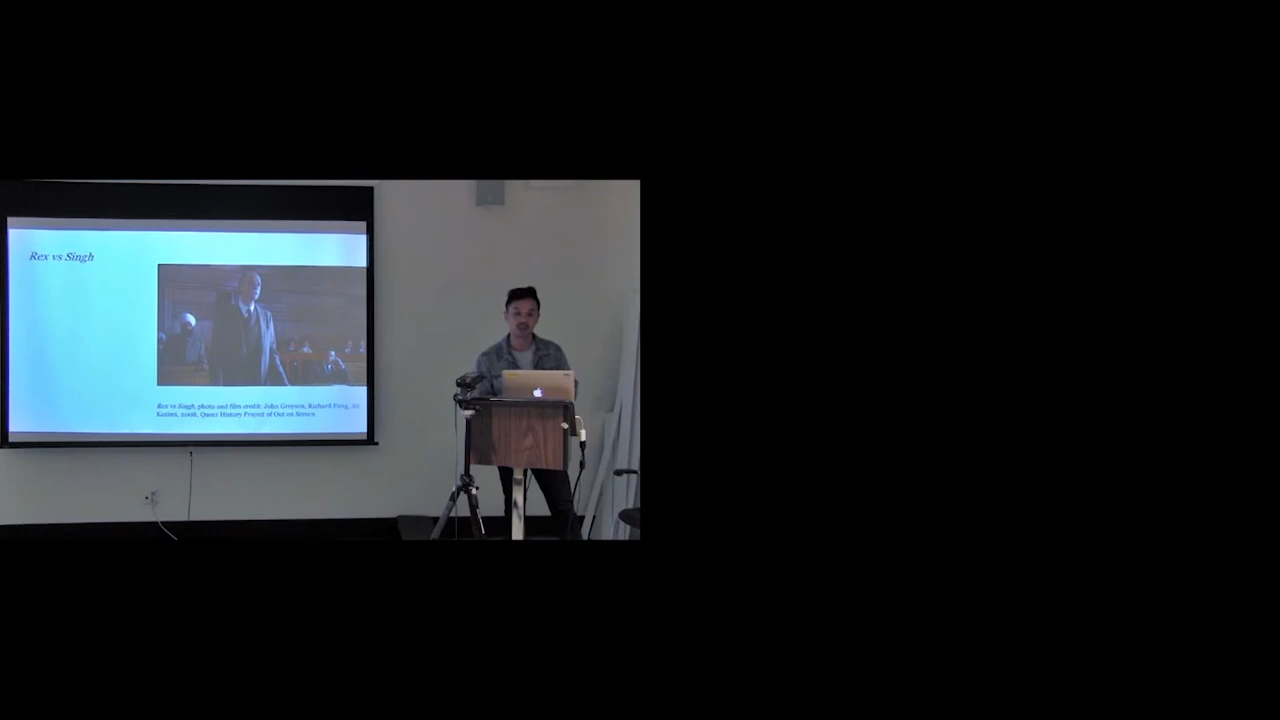 Rex vs Singh
Rex vs Singh, photo and film credit: John Greyson, Richard Fung, Ali
Kazimi, 2008, Queer History Project of Out on Screen